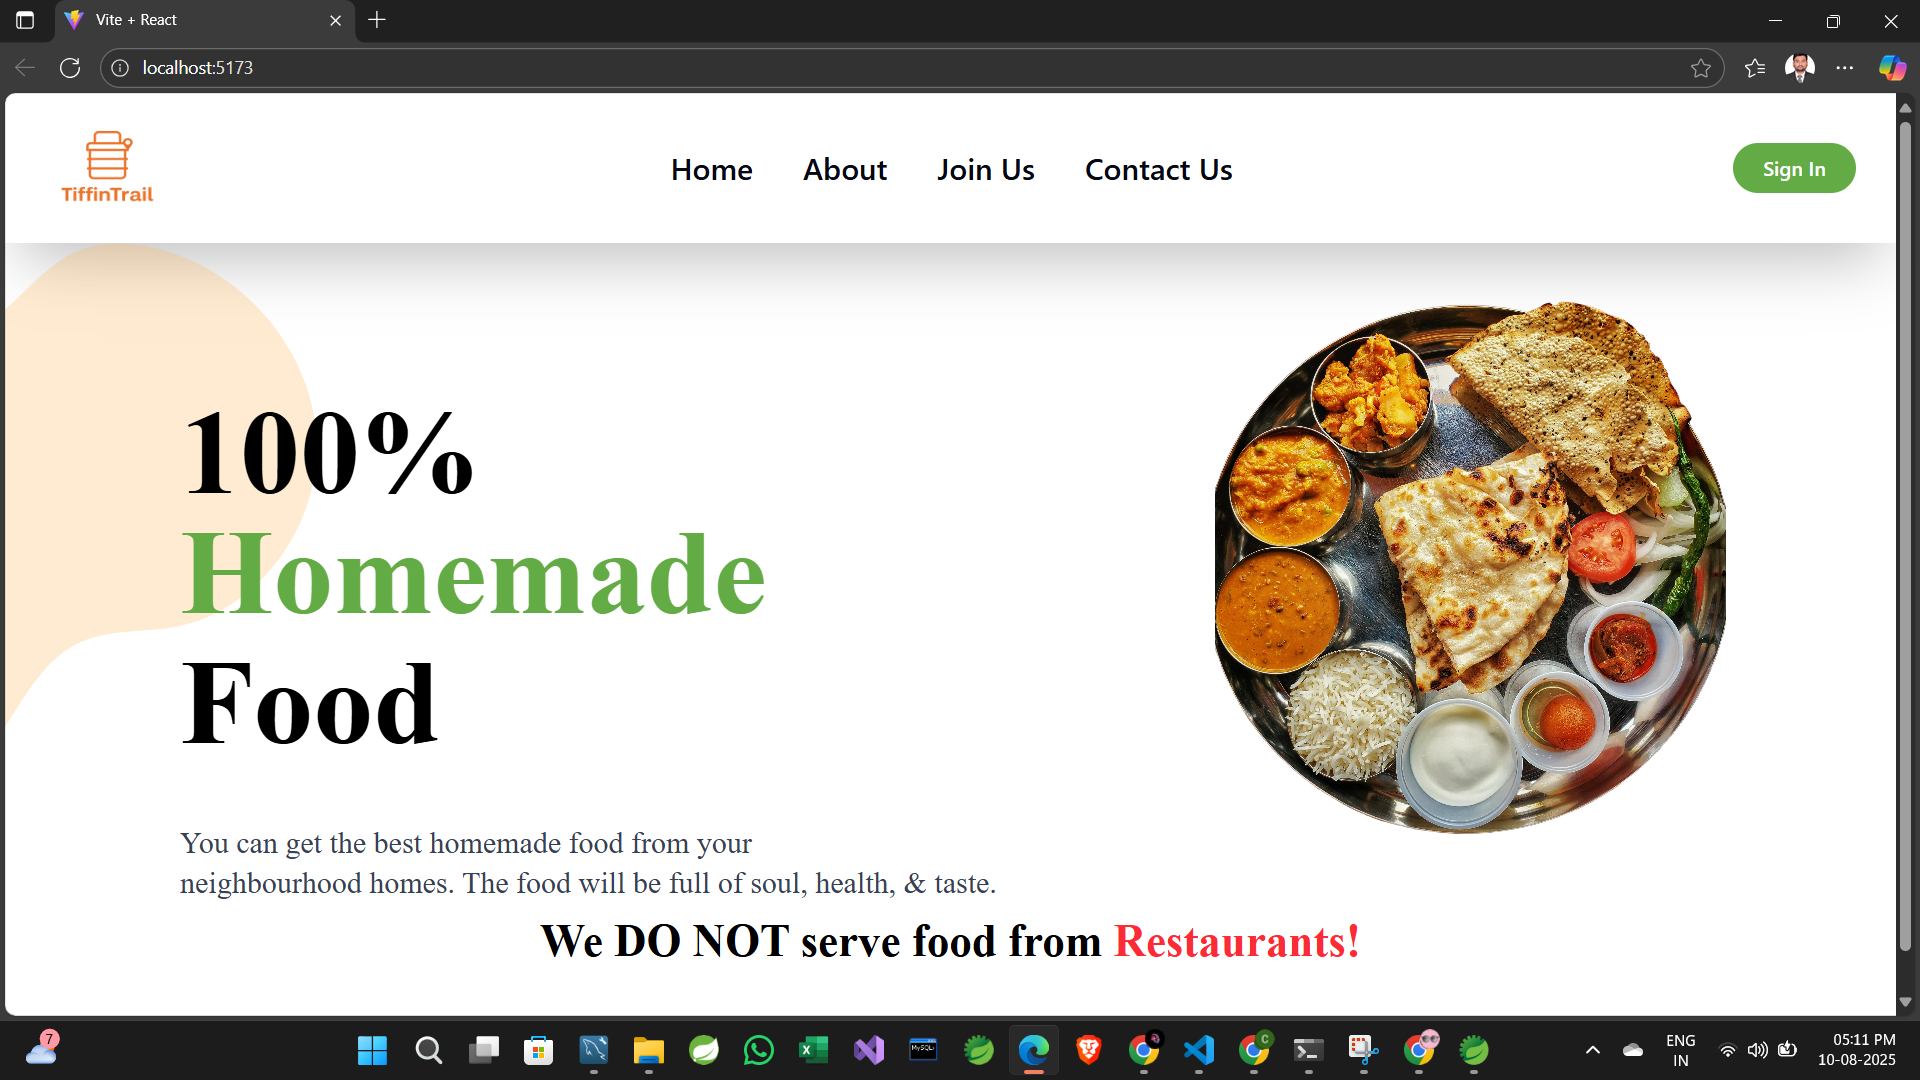 Vite + React
localhost:5173
TiffinTrail
Home About Join Us Contact Us
Sign In
100%
Homemade
Food
You can get the best homemade food from your
neighbourhood homes. The food will be full of soul, health, & taste.
We DO NOT serve food from Restaurants!
7
MySQL
C
ENG
IN
05:11 PM
10-08-2025